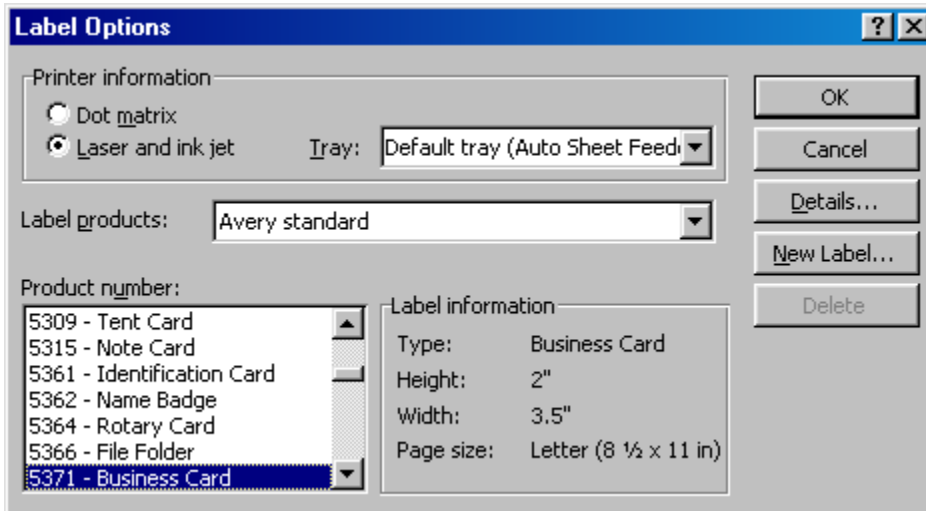 Label Options
Printer information
Dot matrix
Laser and ink jet
Tray:
Default tray (Auto Sheet Feed
Label products:
Avery standard
Product number:
5309 - Tent Card
5315 - Note Card
5361 - Identification Card
5362 - Name Badge
5364 - Rotary Card
5366 - File Folder
5371 - Business Card
Label information
Type: Business Card
Height: 2"
Width: 3.5"
Page size: Letter (8 ½ x 11 in)
OK
Cancel
Details...
New Label...
Delete